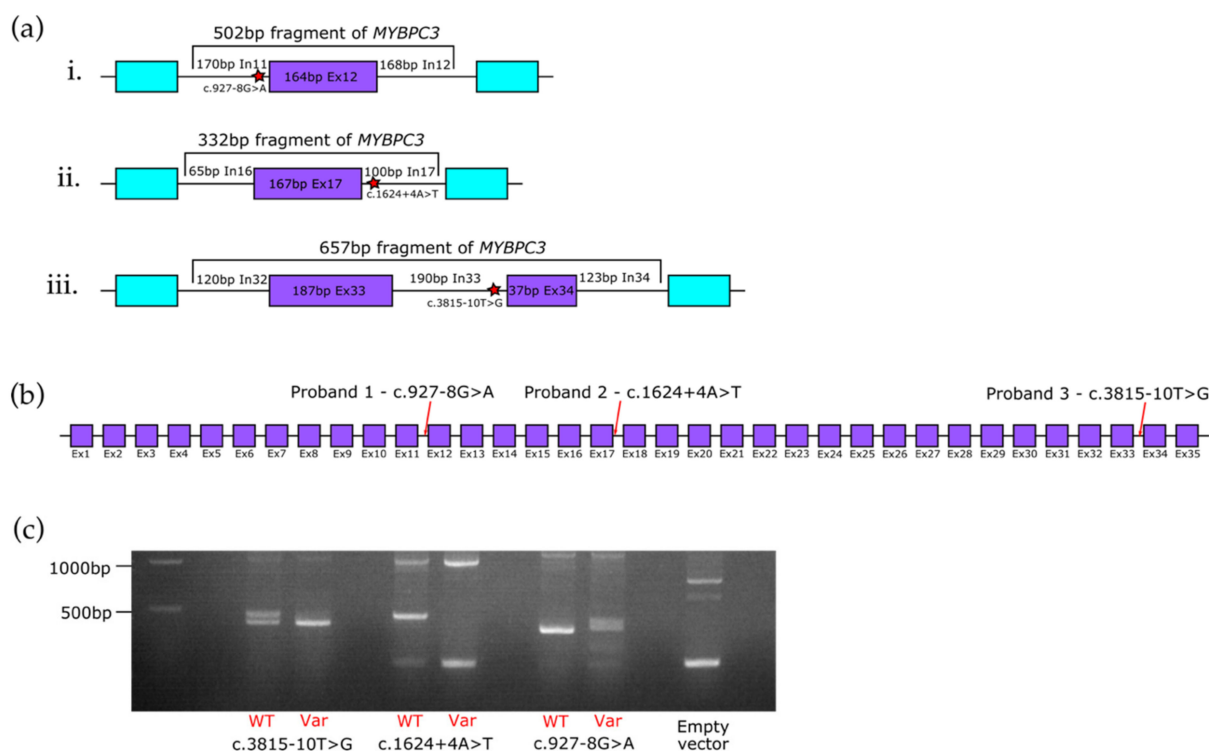 (a)
502bp fragment of MYBPC3
i.
170bp In11
164bp Ex12
168bp In12
c.927-8G>A
332bp fragment of MYBPC3
ii.
65bp In16
167bp Ex17
100bp In17
c.1624+4A>T
657bp fragment of MYBPC3
iii.
120bp In32
187bp Ex33
190bp In33
37bp Ex34
123bp In34
c.3815-10T>G
(b)
Proband 1 - c.927-8G>A Proband 2 - c.1624+4A>T Proband 3 - c.3815-10T>G
Ex1 Ex2 Ex3 Ex4 Ex5 Ex6 Ex7 Ex8 Ex9 Ex10 Ex11 Ex12 Ex13 Ex14 Ex15 Ex16 Ex17 Ex18 Ex19 Ex20 Ex21 Ex22 Ex23 Ex24 Ex25 Ex26 Ex27 Ex28 Ex29 Ex30 Ex31 Ex32 Ex33 Ex34 Ex35
(c)
1000bp
500bp
WT Var WT Var WT Var Empty
c.3815-10T>G c.1624+4A>T c.927-8G>A vector